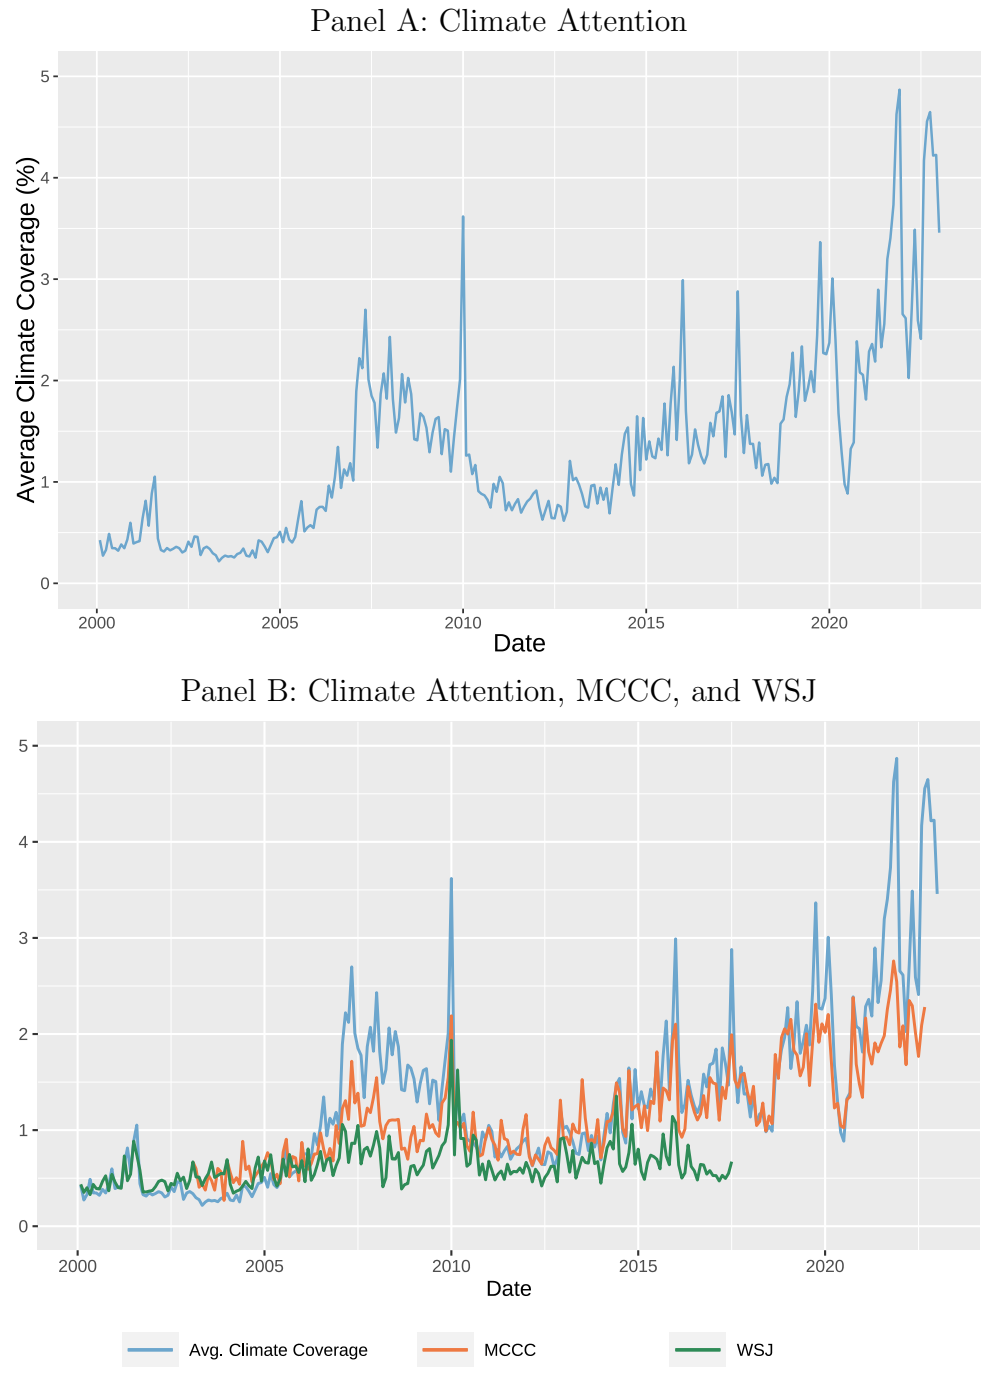 Panel A: Climate Attention
Average Climate Coverage (%)
5
4
3
2
1
0
2000 2005 2010 2015 2020
Date
Panel B: Climate Attention, MCCC, and WSJ
5
4
3
2
1
0
2000 2005 2010 2015 2020
Date
Avg. Climate Coverage MCCC WSJ